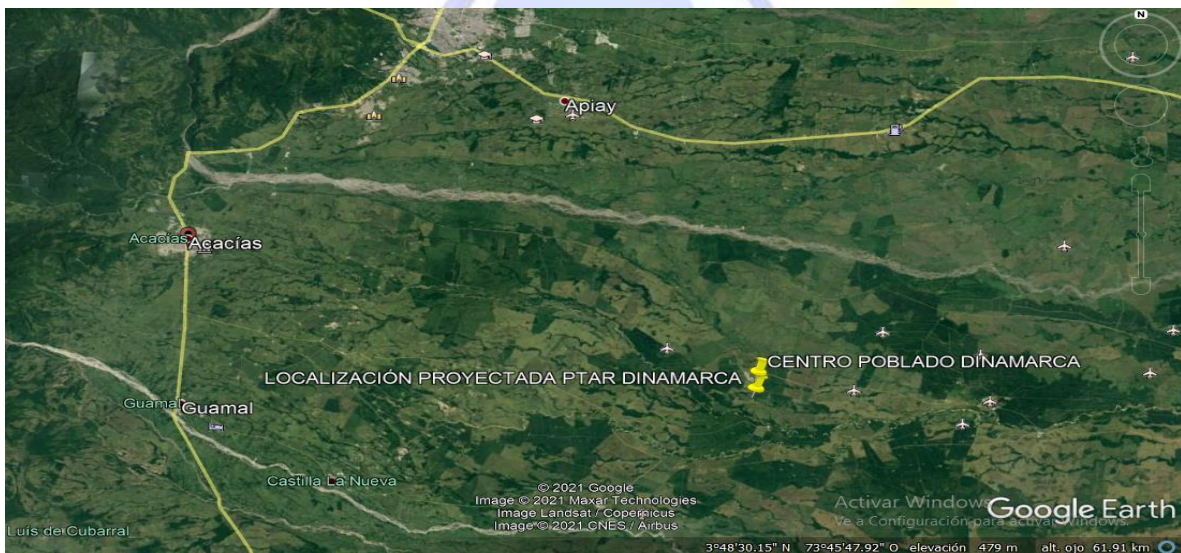 N
Apiay
Acacías
Acacías
CENTRO POBLADO DINAMARCA
LOCALIZACIÓN PROYECTADA PTAR DINAMARCA
Guamal
Guamal
Castilla La Nueva
© 2021 Google
Image © 2021 Maxar Technologies
Image Landsat / Copernicus
Image © 2021 CNES / Airbus
Luis de Cubarral
Activar Windows
Ve a Configuración para activar Windows.
Google Earth
3°48'30.15" N 73°45'47.92" O elevación 479 m alt. ojo 61.91 km